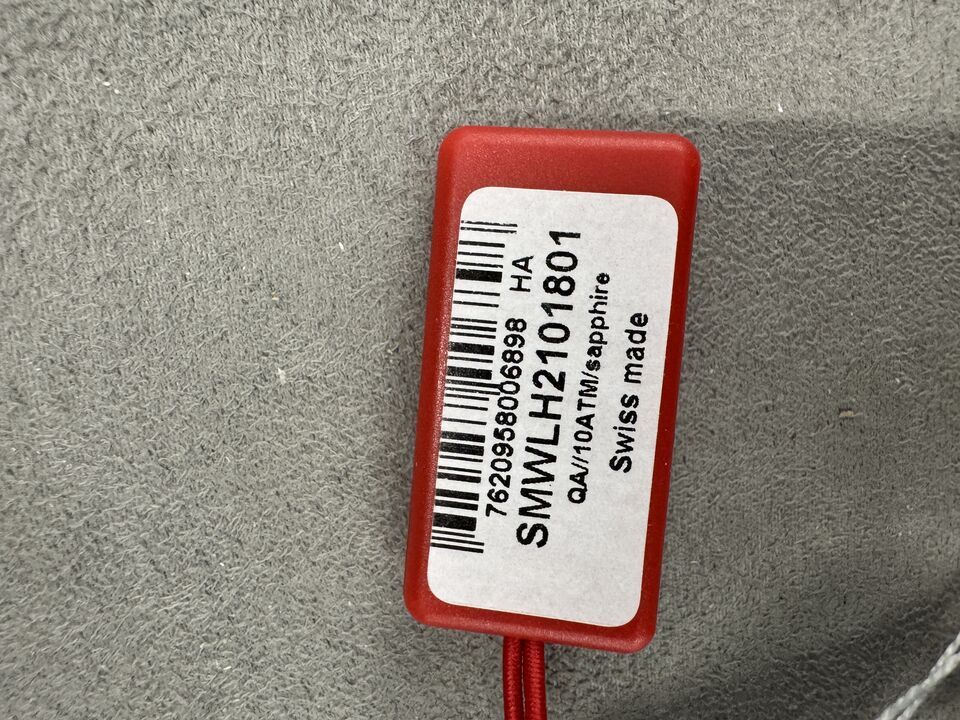 7620958006898 HA
SMWLH2101801
QA//10ATM/sapphire
Swiss made